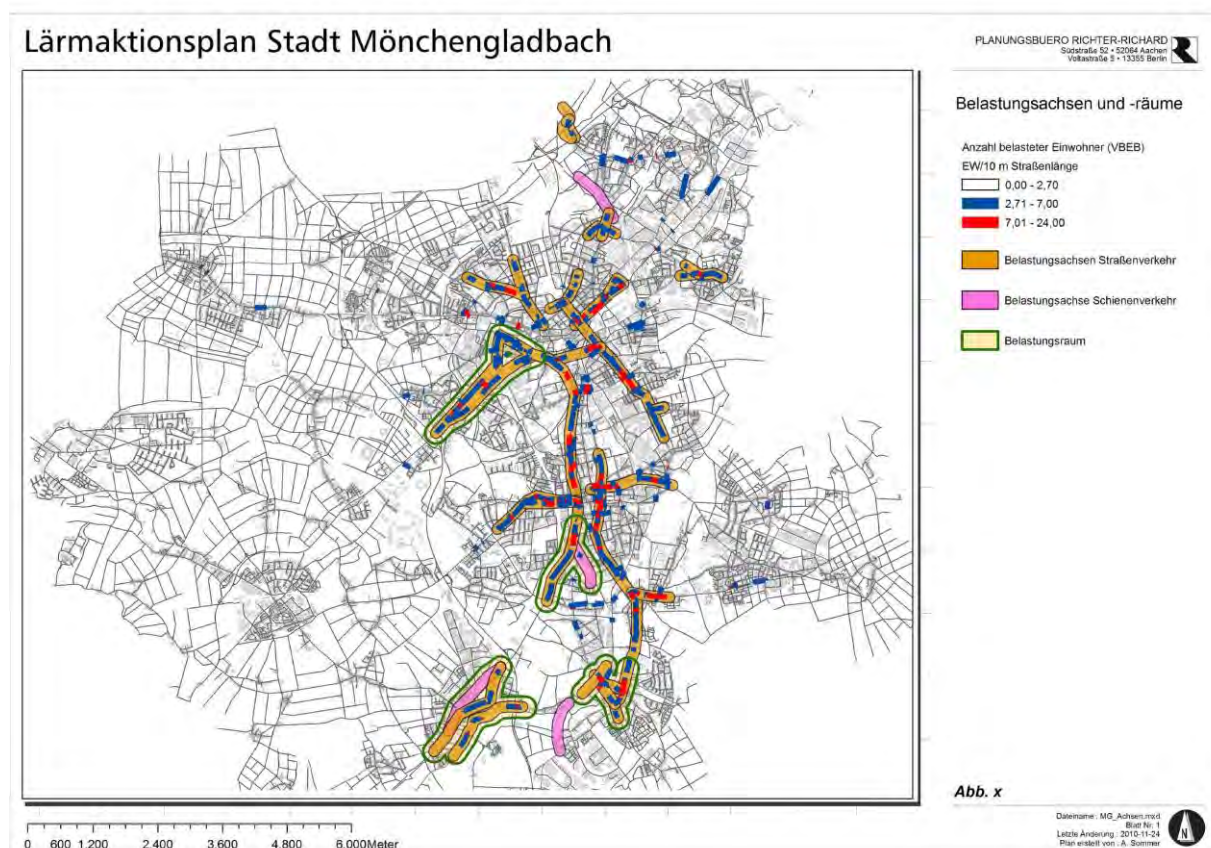 Lärmaktionsplan Stadt Mönchengladbach
PLANUNGSBUERO RICHTER-RICHARD
Südstraße 52 • 52064 Aachen
Voltastraße 5 • 13355 Berlin
Belastungsachsen und -räume
Anzahl belasteter Einwohner (VBEB)
EW/10 m Straßenlänge
0,00 - 2,70
2,71 - 7,00
7,01 - 24,00
Belastungsachsen Straßenverkehr
Belastungsachse Schienenverkehr
Belastungsraum
Abb. x
Dateiname : MG_Achsen.mxd
Blatt Nr.: 1
Letzte Änderung : 2010-11-24
Plan erstellt von : A. Sommer
0 600 1.200 2.400 3.600 4.800 6.000Meter